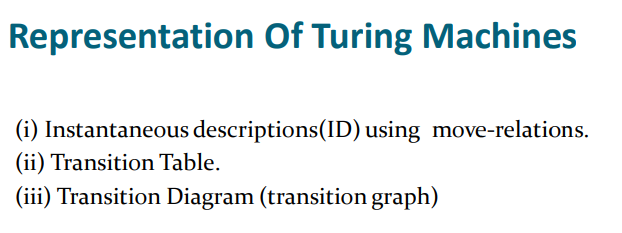 Representation Of Turing Machines
(i) Instantaneous descriptions(ID) using move-relations.
(ii) Transition Table.
(iii) Transition Diagram (transition graph)